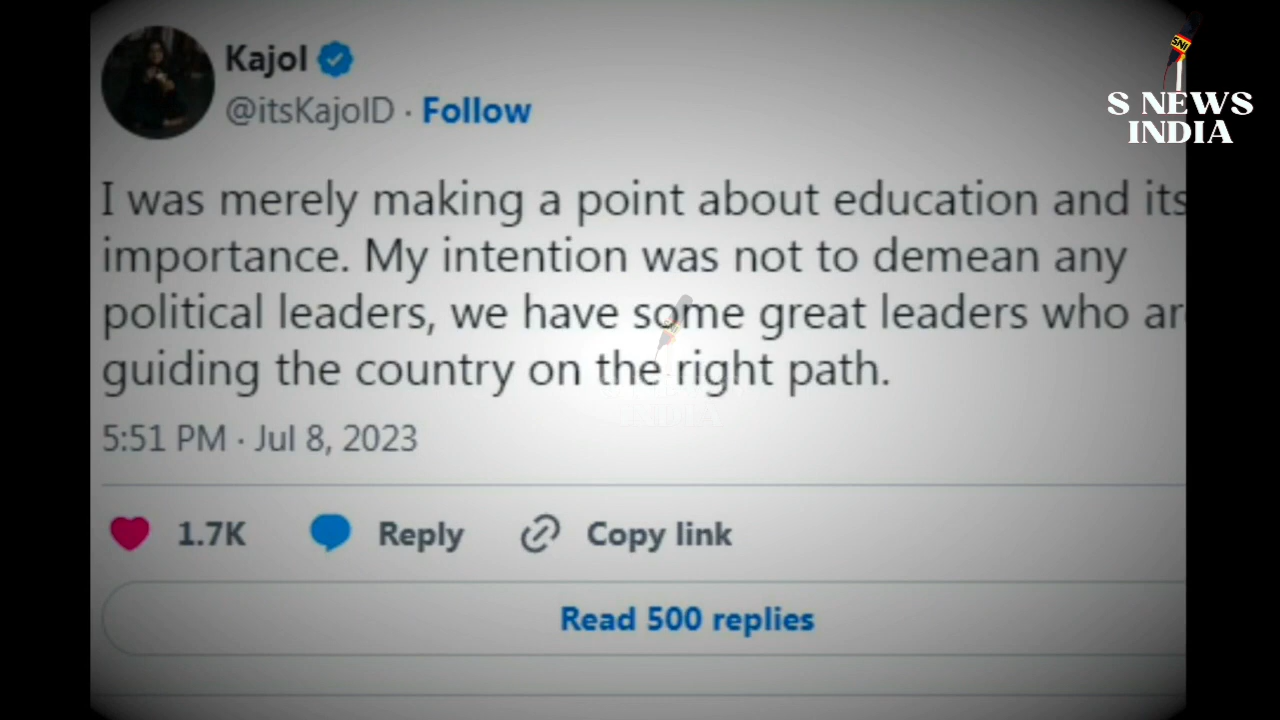 Kajol
@itsKajolD · Follow
I was merely making a point about education and its
importance. My intention was not to demean any
political leaders, we have some great leaders who ar
guiding the country on the right path.
5:51 PM · Jul 8, 2023
1.7K Reply Copy link
Read 500 replies
SNI
S NEWS
INDIA